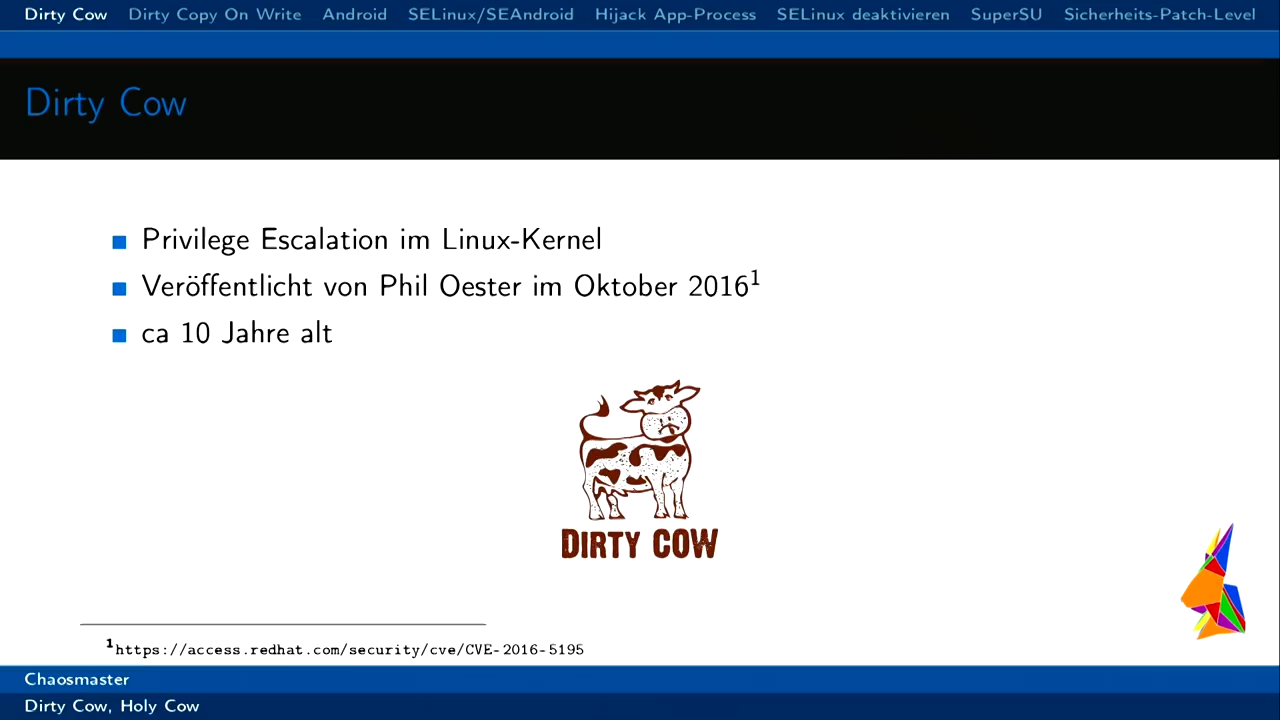 Dirty Cow Dirty Copy On Write Android SELinux/SEAndroid Hijack App-Process SELinux deaktivieren SuperSU Sicherheits-Patch-Level
Dirty Cow
Privilege Escalation im Linux-Kernel
Veröffentlicht von Phil Oester im Oktober 2016¹
ca 10 Jahre alt
DIRTY COW
¹https://access.redhat.com/security/cve/CVE-2016-5195
Chaosmaster
Dirty Cow, Holy Cow